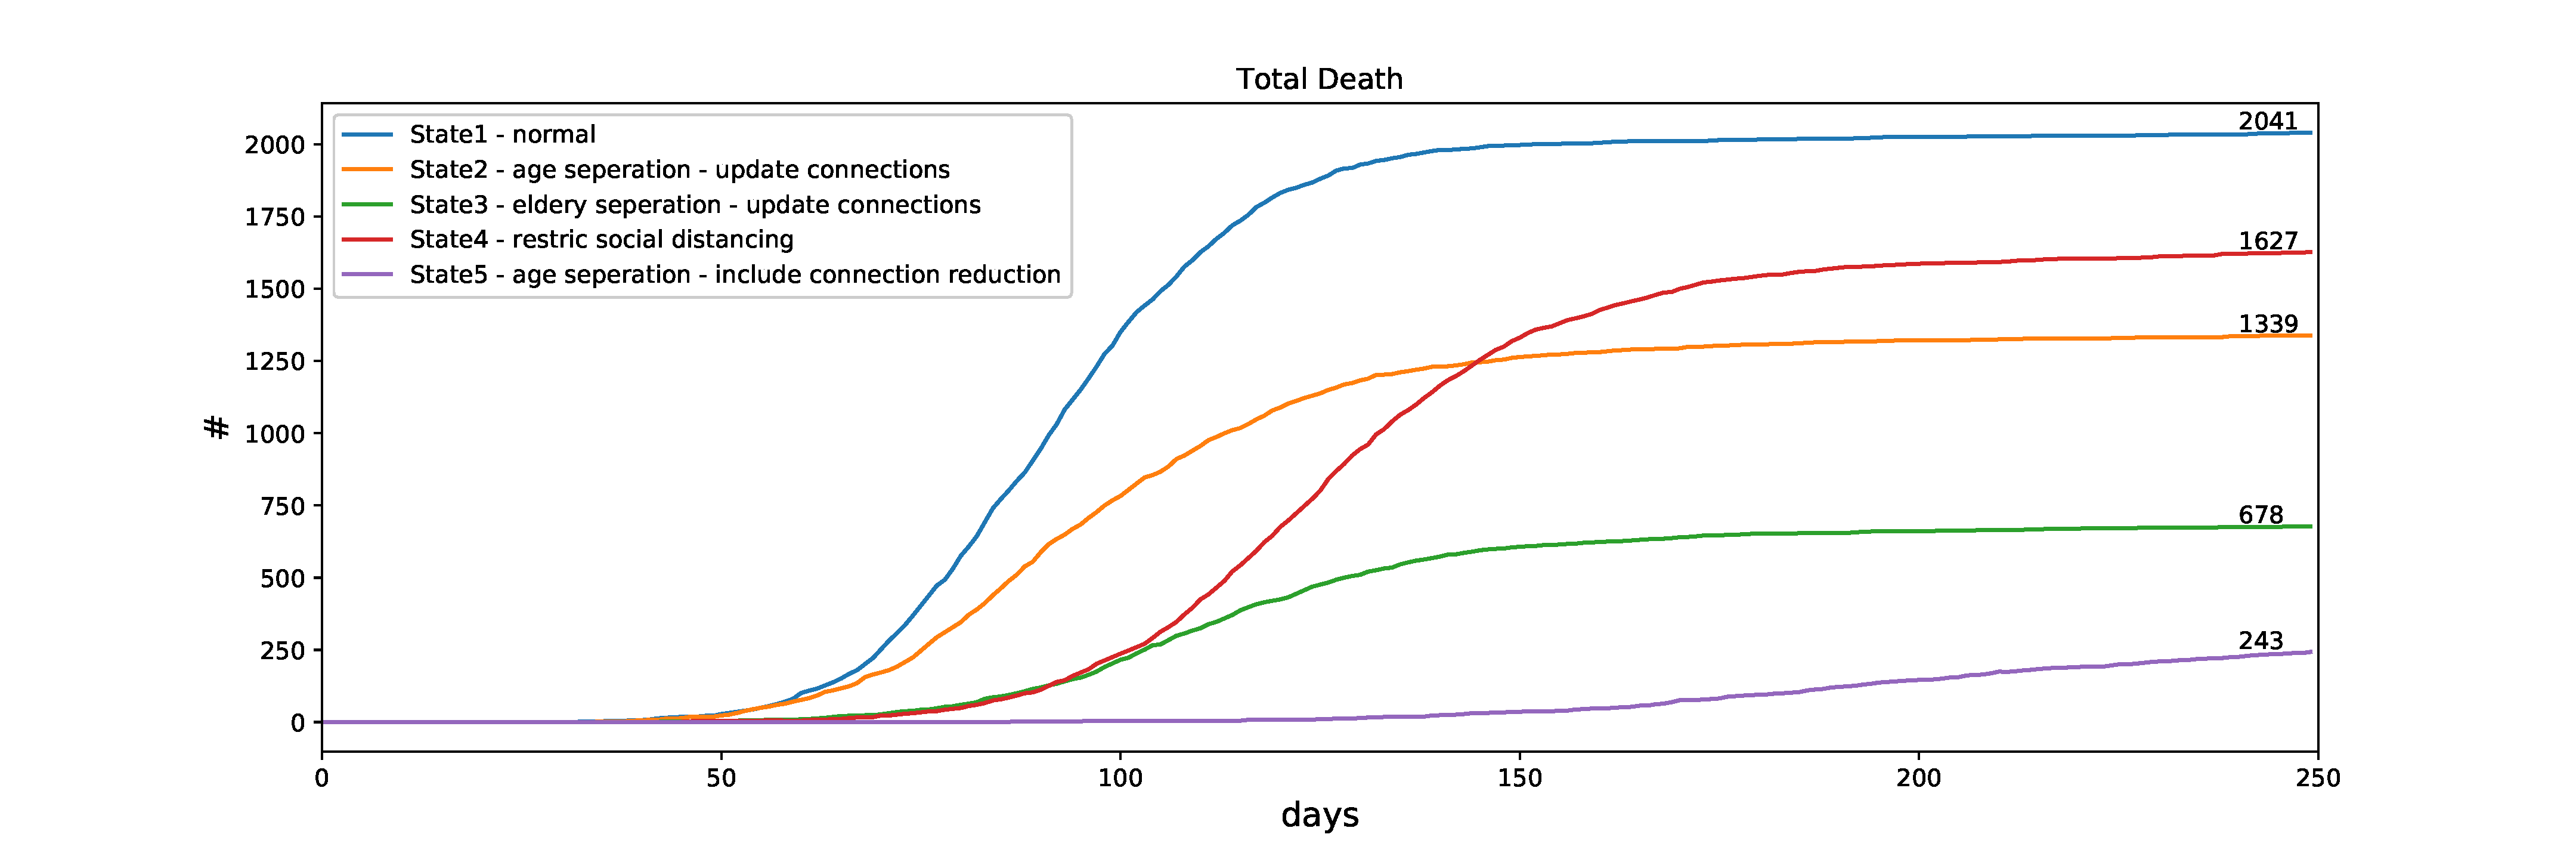 Total Death
State1 - normal
State2 - age seperation - update connections
State3 - eldery seperation - update connections
State4 - restric social distancing
State5 - age seperation - include connection reduction
2041
1627
1339
678
243
2000
1750
1500
1250
1000
750
500
250
0
#
0 50 100 150 200 250
days